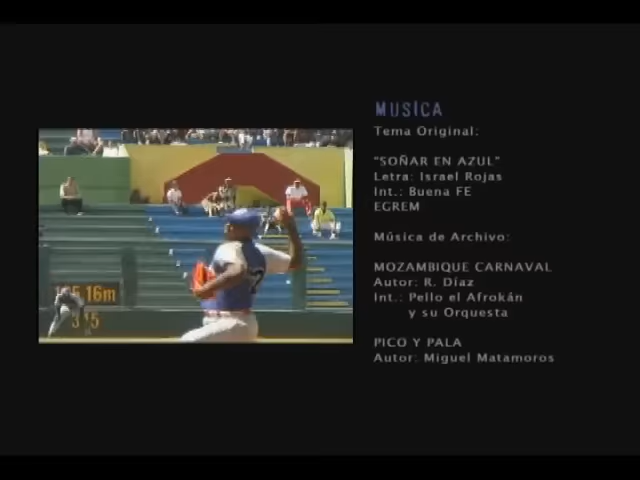 MUSICA
Tema Original:
"SOÑAR EN AZUL"
Letra: Israel Rojas
Int.: Buena FE
EGREM
Música de Archivo:
MOZAMBIQUE CARNAVAL
Autor: R. Díaz
Int.: Pello el Afrokán
y su Orquesta
PICO Y PALA
Autor: Miguel Matamoros
16m